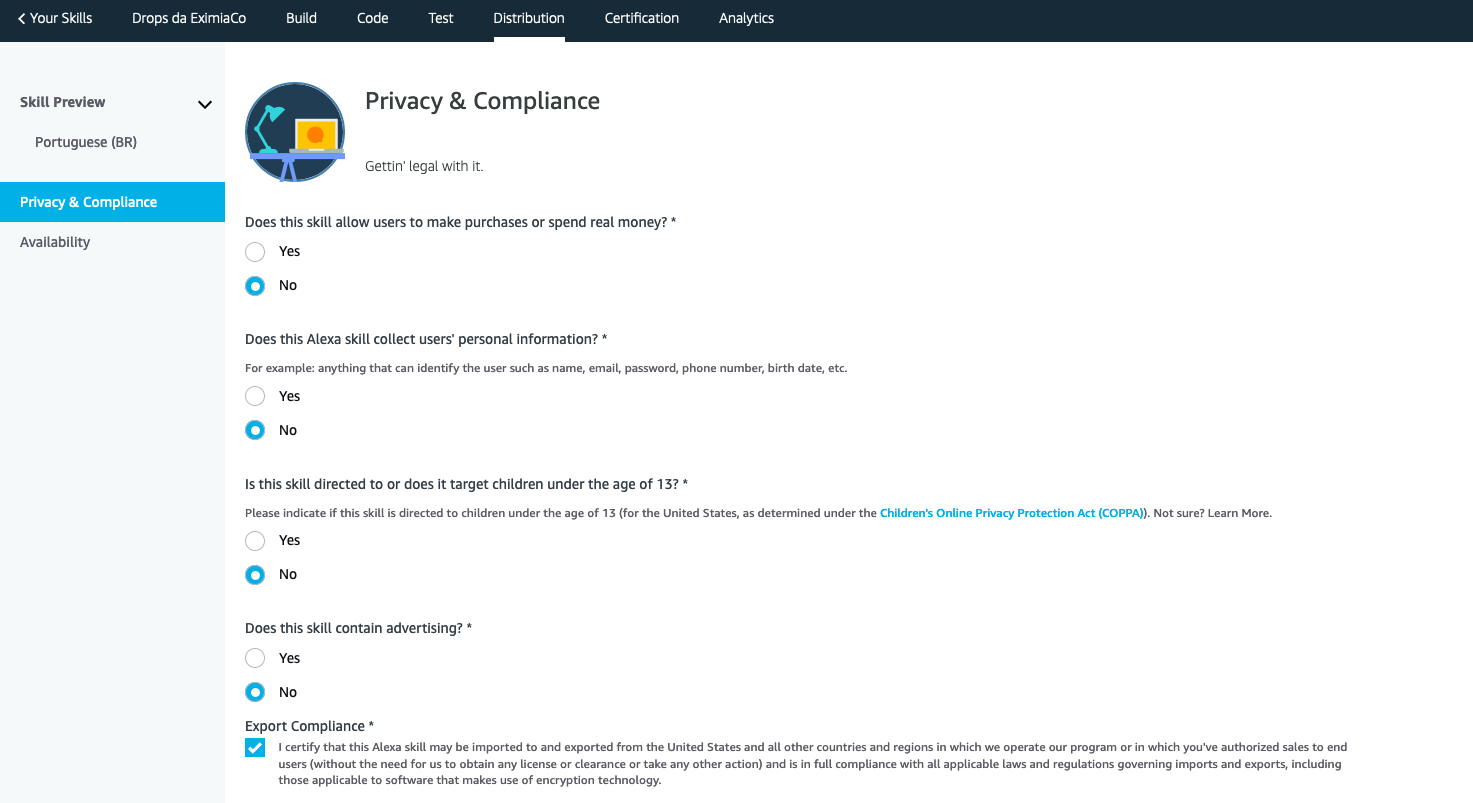 Your Skills
Drops da EximiaCo
Build
Code
Test
Distribution
Certification
Analytics
Skill Preview
Portuguese (BR)
Privacy & Compliance
Availability
Privacy & Compliance
Gettin' legal with it.
Does this skill allow users to make purchases or spend real money? *
Yes
No
Does this Alexa skill collect users' personal information? *
For example: anything that can identify the user such as name, email, password, phone number, birth date, etc.
Yes
No
Is this skill directed to or does it target children under the age of 13? *
Please indicate if this skill is directed to children under the age of 13 (for the United States, as determined under the Children's Online Privacy Protection Act (COPPA)). Not sure? Learn More.
Yes
No
Does this skill contain advertising? *
Yes
No
Export Compliance *
I certify that this Alexa skill may be imported to and exported from the United States and all other countries and regions in which we operate our program or in which you've authorized sales to end
users (without the need for us to obtain any license or clearance or take any other action) and is in full compliance with all applicable laws and regulations governing imports and exports, including
those applicable to software that makes use of encryption technology.